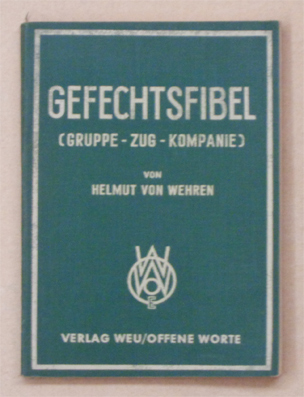 GEFECHTSFIBEL
(GRUPPE - ZUG - KOMPANIE)
VON
HELMUT VON WEHREN
VERLAG WEU/OFFENE WORTE